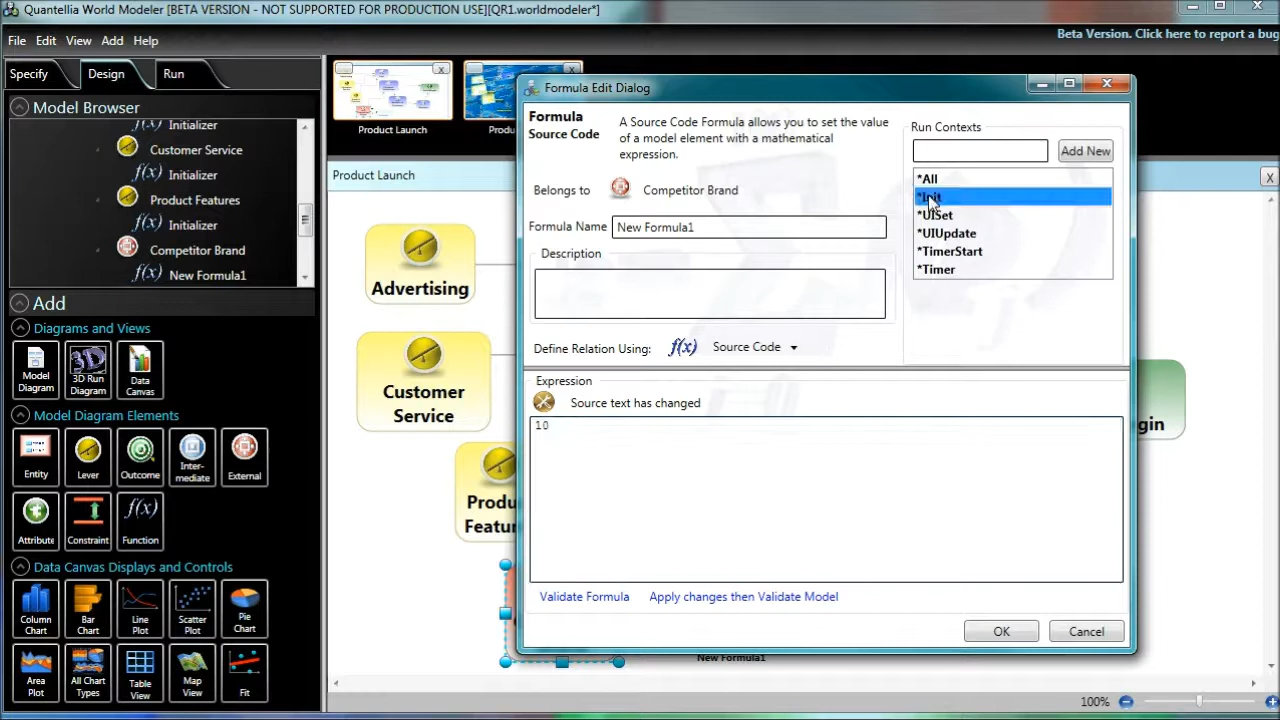 Quantellia World Modeler [BETA VERSION - NOT SUPPORTED FOR PRODUCTION USE][QR1.worldmodeler*]
File Edit View Add Help
Beta Version. Click here to report a bug
Specify Design Run
Model Browser
f(x) Initializer
Customer Service
f(x) Initializer
Product Features
f(x) Initializer
Competitor Brand
f(x) New Formula1
Add
Diagrams and Views
Model Diagram
3D Run Diagram
Data Canvas
Model Diagram Elements
Entity
Lever
Outcome
Inter-mediate
External
Attribute
Constraint
f(x) Function
Data Canvas Displays and Controls
Column Chart
Bar Chart
Line Plot
Scatter Plot
Pie Chart
Area Plot
All Chart Types
Table View
Map View
Fit
x
x
Product Launch
Produ
Product Launch
X
Advertising
Customer Service
Produ
Featur
gin
New Formula1
100%
Formula Edit Dialog
Formula
Source Code
A Source Code Formula allows you to set the value
of a model element with a mathematical
expression.
Belongs to Competitor Brand
Formula Name New Formula1
Description
Define Relation Using: f(x) Source Code
Run Contexts
Add New
*All
*Init
*UISet
*UIUpdate
*TimerStart
*Timer
Expression
Source text has changed
10
Validate Formula Apply changes then Validate Model
OK Cancel